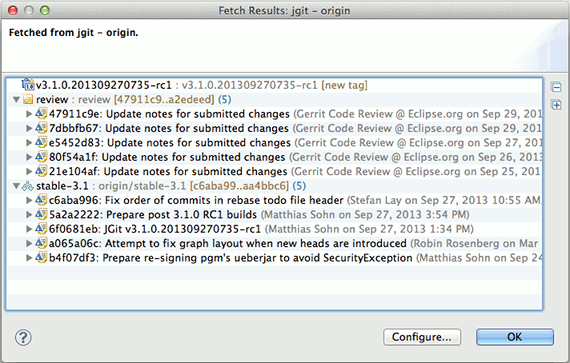 Fetch Results: jgit - origin
Fetched from jgit - origin.
v3.1.0.201309270735-rc1 : v3.1.0.201309270735-rc1 [new tag]
review : review [47911c9..a2edeed] (5)
47911c9e: Update notes for submitted changes (Gerrit Code Review @ Eclipse.org on Sep 29, 201
7dbbfb67: Update notes for submitted changes (Gerrit Code Review @ Eclipse.org on Sep 27, 201
e5452d83: Update notes for submitted changes (Gerrit Code Review @ Eclipse.org on Sep 27, 201
80f54a1f: Update notes for submitted changes (Gerrit Code Review @ Eclipse.org on Sep 26, 2013
21e104af: Update notes for submitted changes (Gerrit Code Review @ Eclipse.org on Sep 25, 201
stable-3.1 : origin/stable-3.1 [c6aba99..aa4bbc6] (5)
c6aba996: Fix order of commits in rebase todo file header (Stefan Lay on Sep 27, 2013 10:55 AM
5a2a2222: Prepare post 3.1.0 RC1 builds (Matthias Sohn on Sep 27, 2013 3:54 PM)
6f0681eb: JGit v3.1.0.201309270735-rc1 (Matthias Sohn on Sep 27, 2013 1:34 PM)
a065a06c: Attempt to fix graph layout when new heads are introduced (Robin Rosenberg on Mar
b4f07df3: Prepare re-signing pgm's ueberjar to avoid SecurityException (Matthias Sohn on Sep 24
Configure... OK